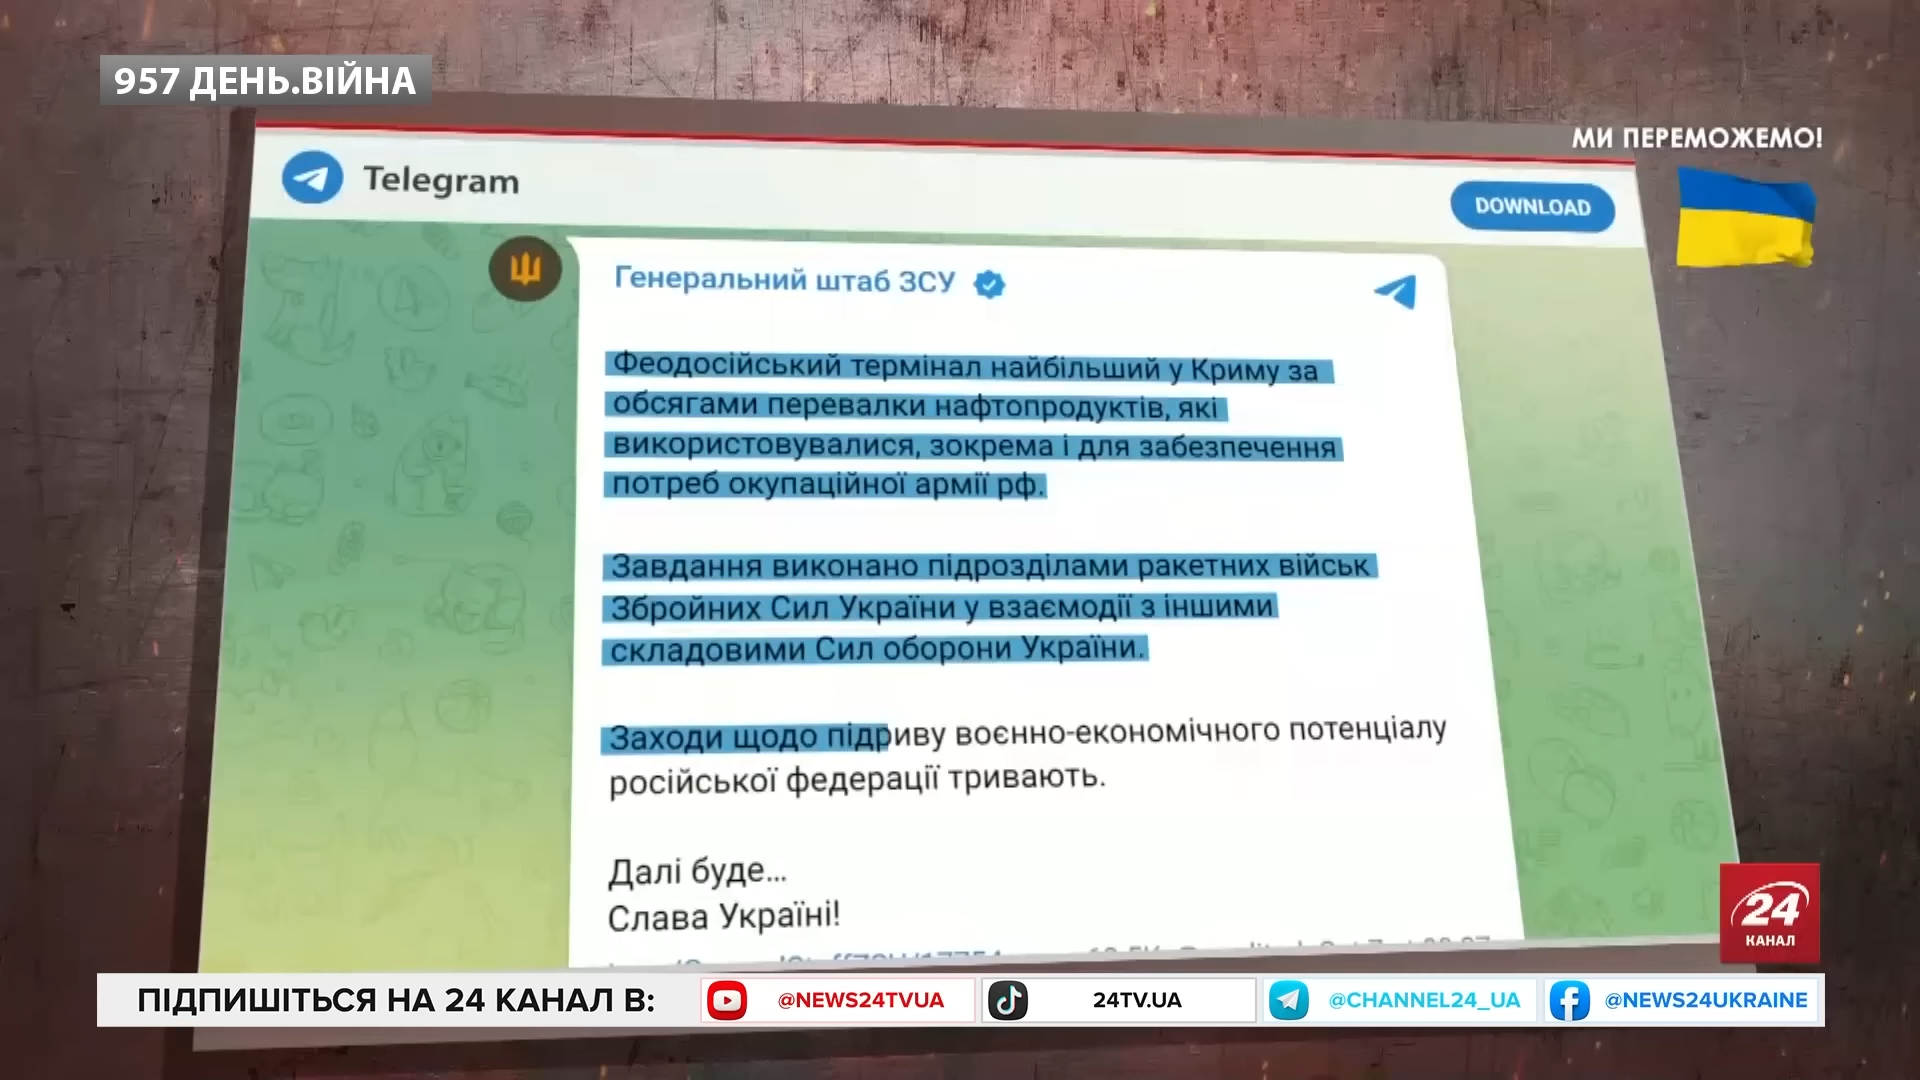 957 ДЕНЬ.ВІЙНА
МИ ПЕРЕМОЖЕМО!
Telegram
DOWNLOAD
Генеральний штаб ЗСУ
Феодосійський термінал найбільший у Криму за
обсягами перевалки нафтопродуктів, які
використовувалися, зокрема і для забезпечення
потреб окупаційної армії рф.
Завдання виконано підрозділами ракетних військ
Збройних Сил України у взаємодії з іншими
складовими Сил оборони України.
Заходи щодо підриву воєнно-економічного потенціалу
російської федерації тривають.
Далі буде...
Слава Україні!
24
КАНАЛ
ПІДПИШІТЬСЯ НА 24 КАНАЛ В:
@NEWS24TVUA
24TV.UA
@CHANNEL24_UA
@NEWS24UKRAINE